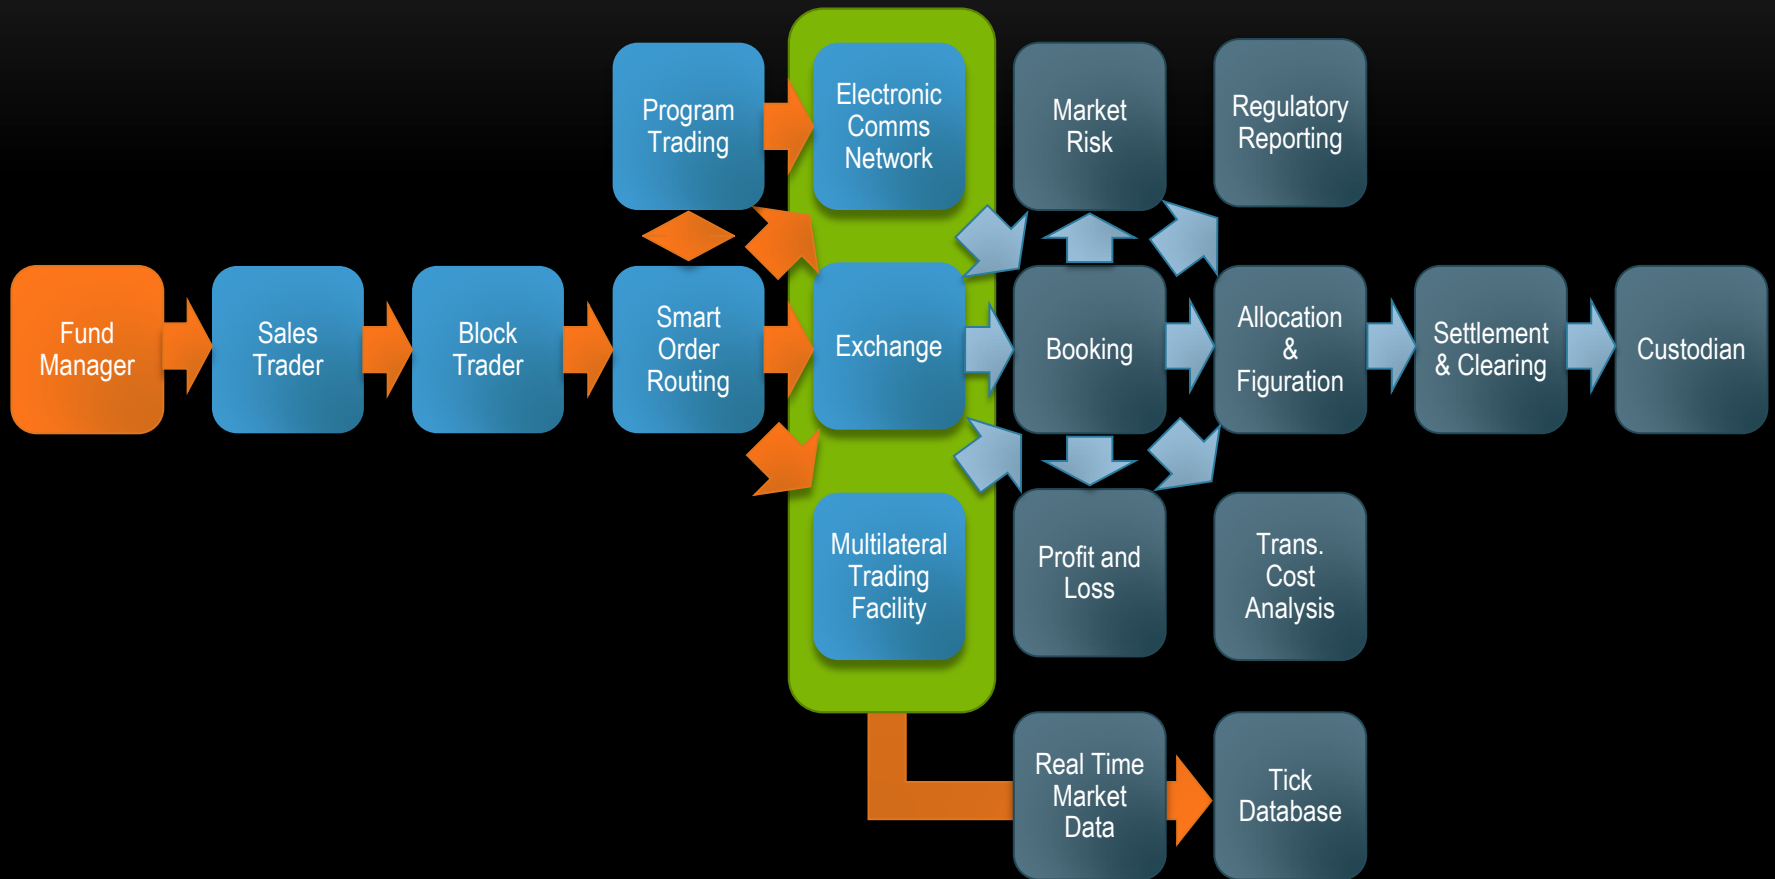 Program
Trading
Electronic
Comms
Network
Market
Risk
Regulatory
Reporting
Fund
Manager
Sales
Trader
Block
Trader
Smart
Order
Routing
Exchange
Booking
Allocation
&
Figuration
Settlement
& Clearing
Custodian
Multilateral
Trading
Facility
Profit and
Loss
Trans.
Cost
Analysis
Real Time
Market
Data
Tick
Database